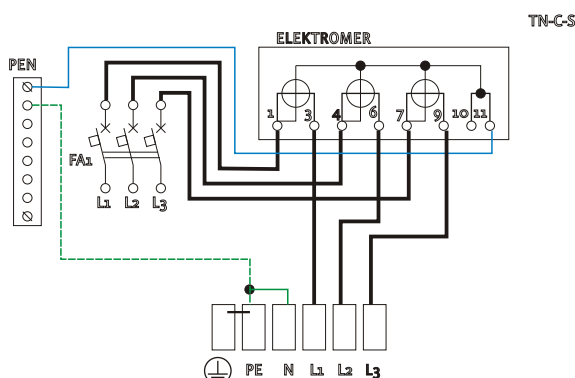 TN-C-S
ELEKTROMER
PEN
1 3 4 6 7 9 10 11
FA1
L1 L2 L3
PE N L1 L2 L3